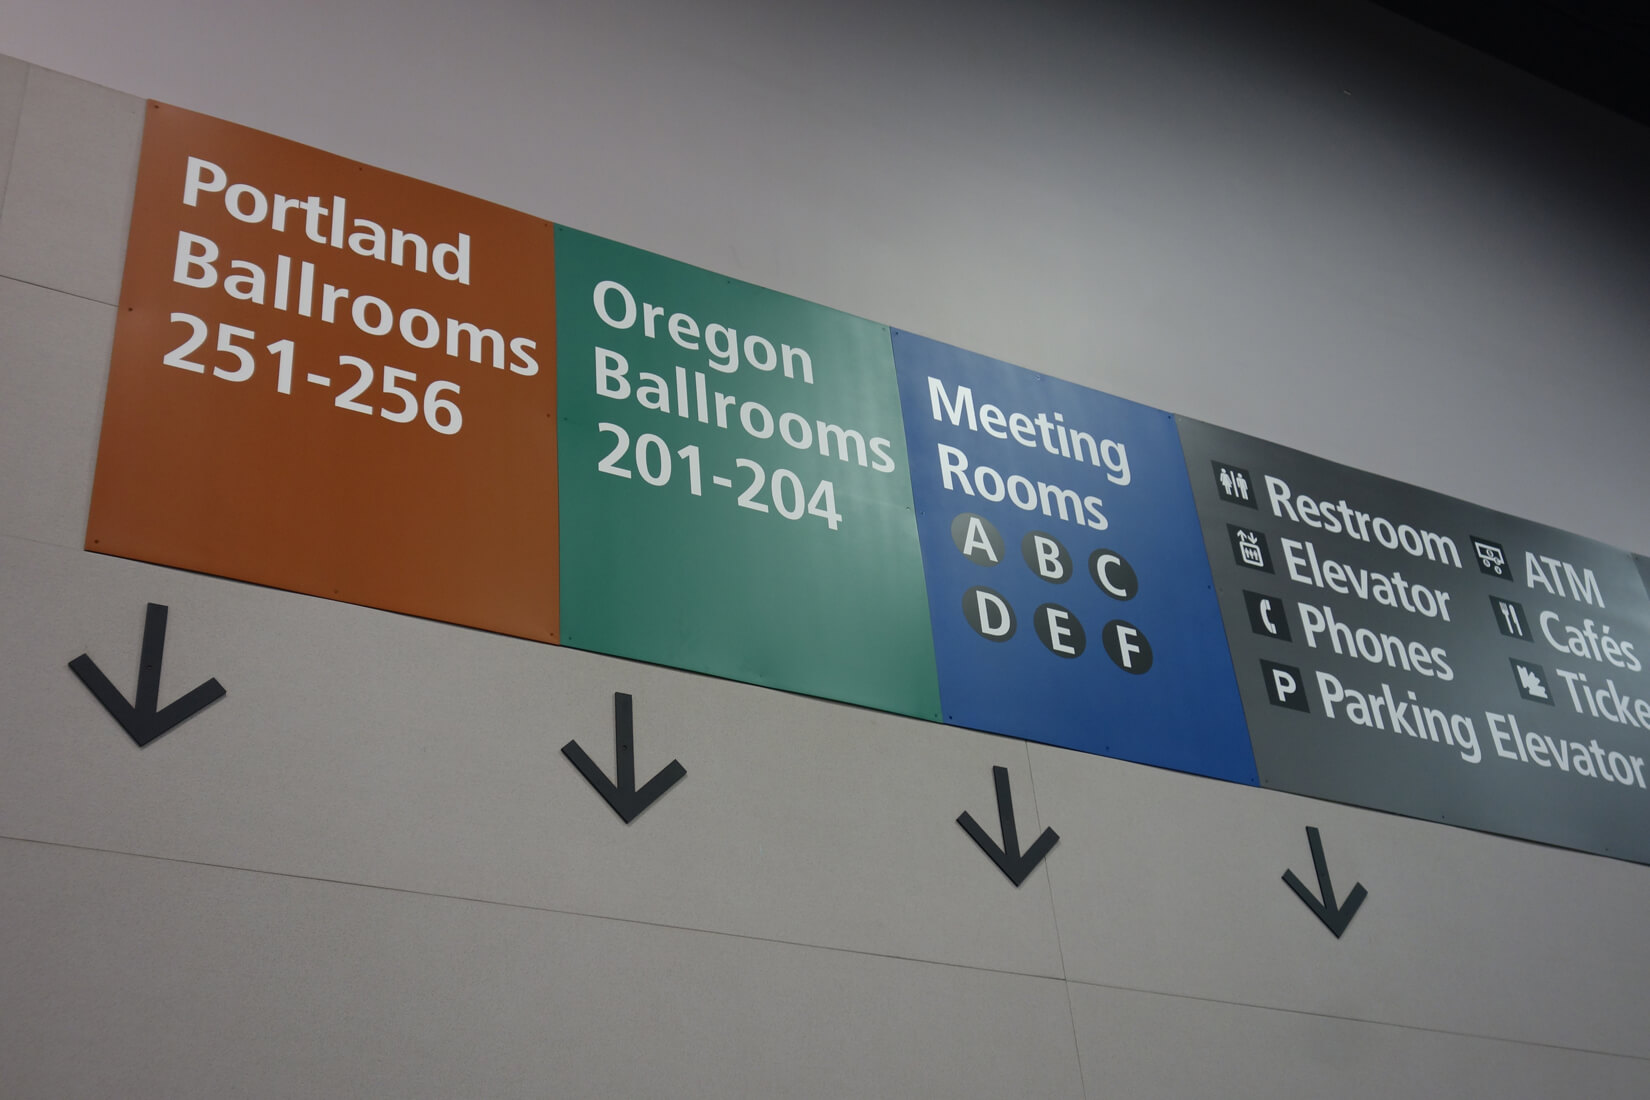 Portland
Ballrooms
251-256
Oregon
Ballrooms
201-204
Meeting
Rooms
A B C
D E F
Restroom
Elevator
Phones
P Parking Elevator
ATM
Cafés